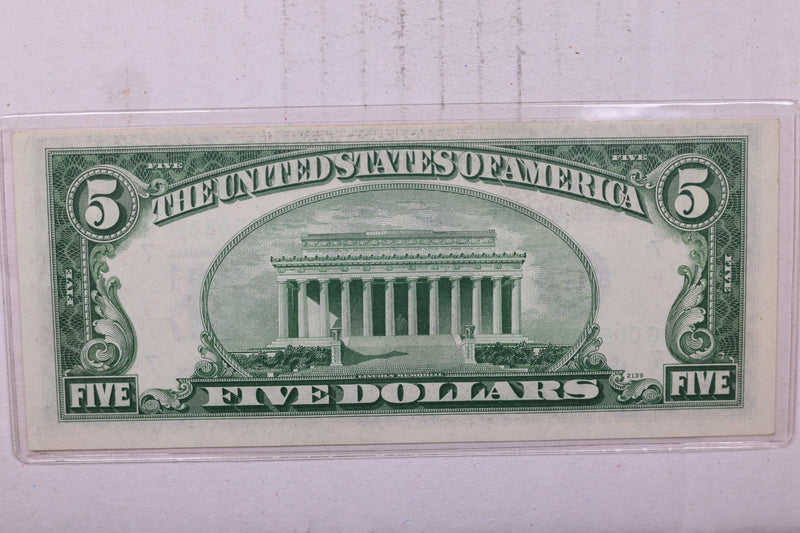 FIVE FIVE
5 THE UNITED STATES OF AMERICA 5
FIVE FIVE
LINCOLN MEMORIAL
2139
FIVE FIVE DOLLARS FIVE